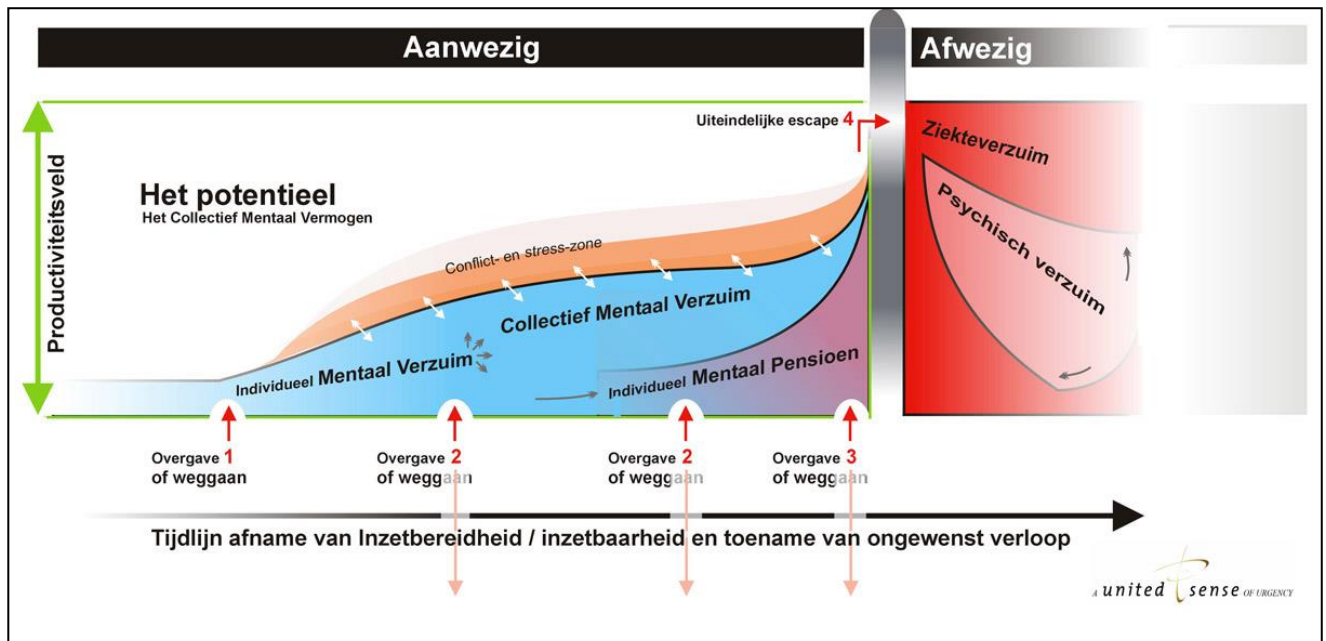 Aanwezig
Afwezig
Productiviteitsveld
Het potentieel
Het Collectief Mentaal Vermogen
Uiteindelijke escape 4
Ziekteverzuim
Psychisch verzuim
Conflict- en stress-zone
Collectief Mentaal Verzuim
Individueel Mentaal Verzuim
Individueel Mentaal Pensioen
Overgave 1
of weggaan
Overgave 2
of weggaan
Overgave 2
of weggaan
Overgave 3
of weggaan
Tijdlijn afname van Inzetbereidheid / inzetbaarheid en toename van ongewenst verloop
A united sense OF URGENCY